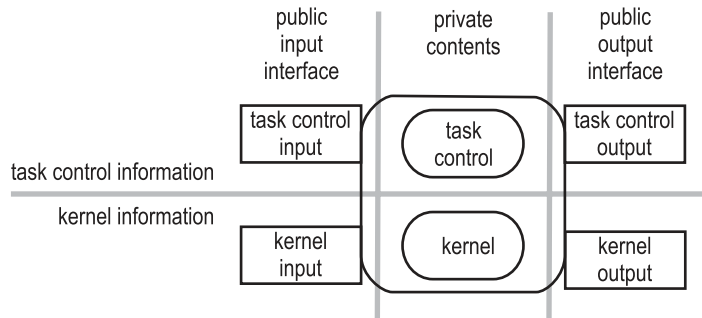 public
input
interface
private
contents
public
output
interface
task control
input
task
control
task control
output
task control information
kernel information
kernel
input
kernel
kernel
output